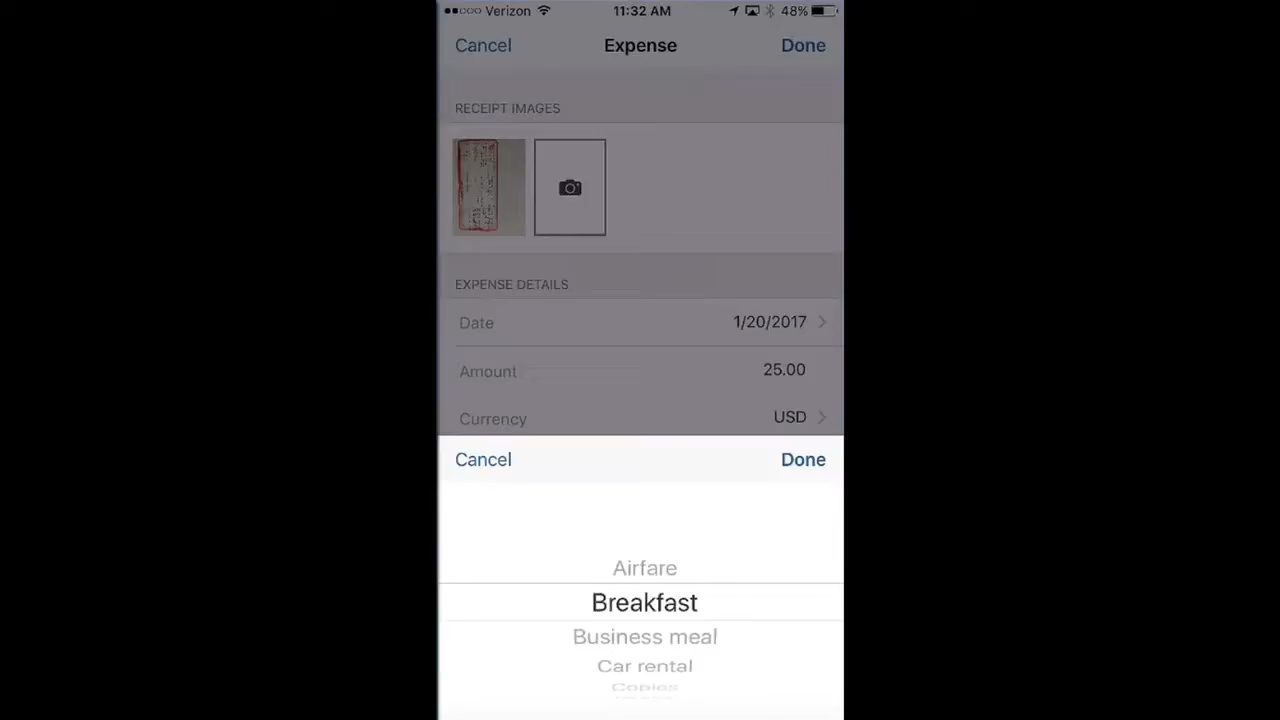 Verizon 11:32 AM 48%
Cancel Expense Done
RECEIPT IMAGES
EXPENSE DETAILS
Date 1/20/2017
Amount 25.00
Currency USD
Cancel Done
Airfare
Breakfast
Business meal
Car rental
Copies